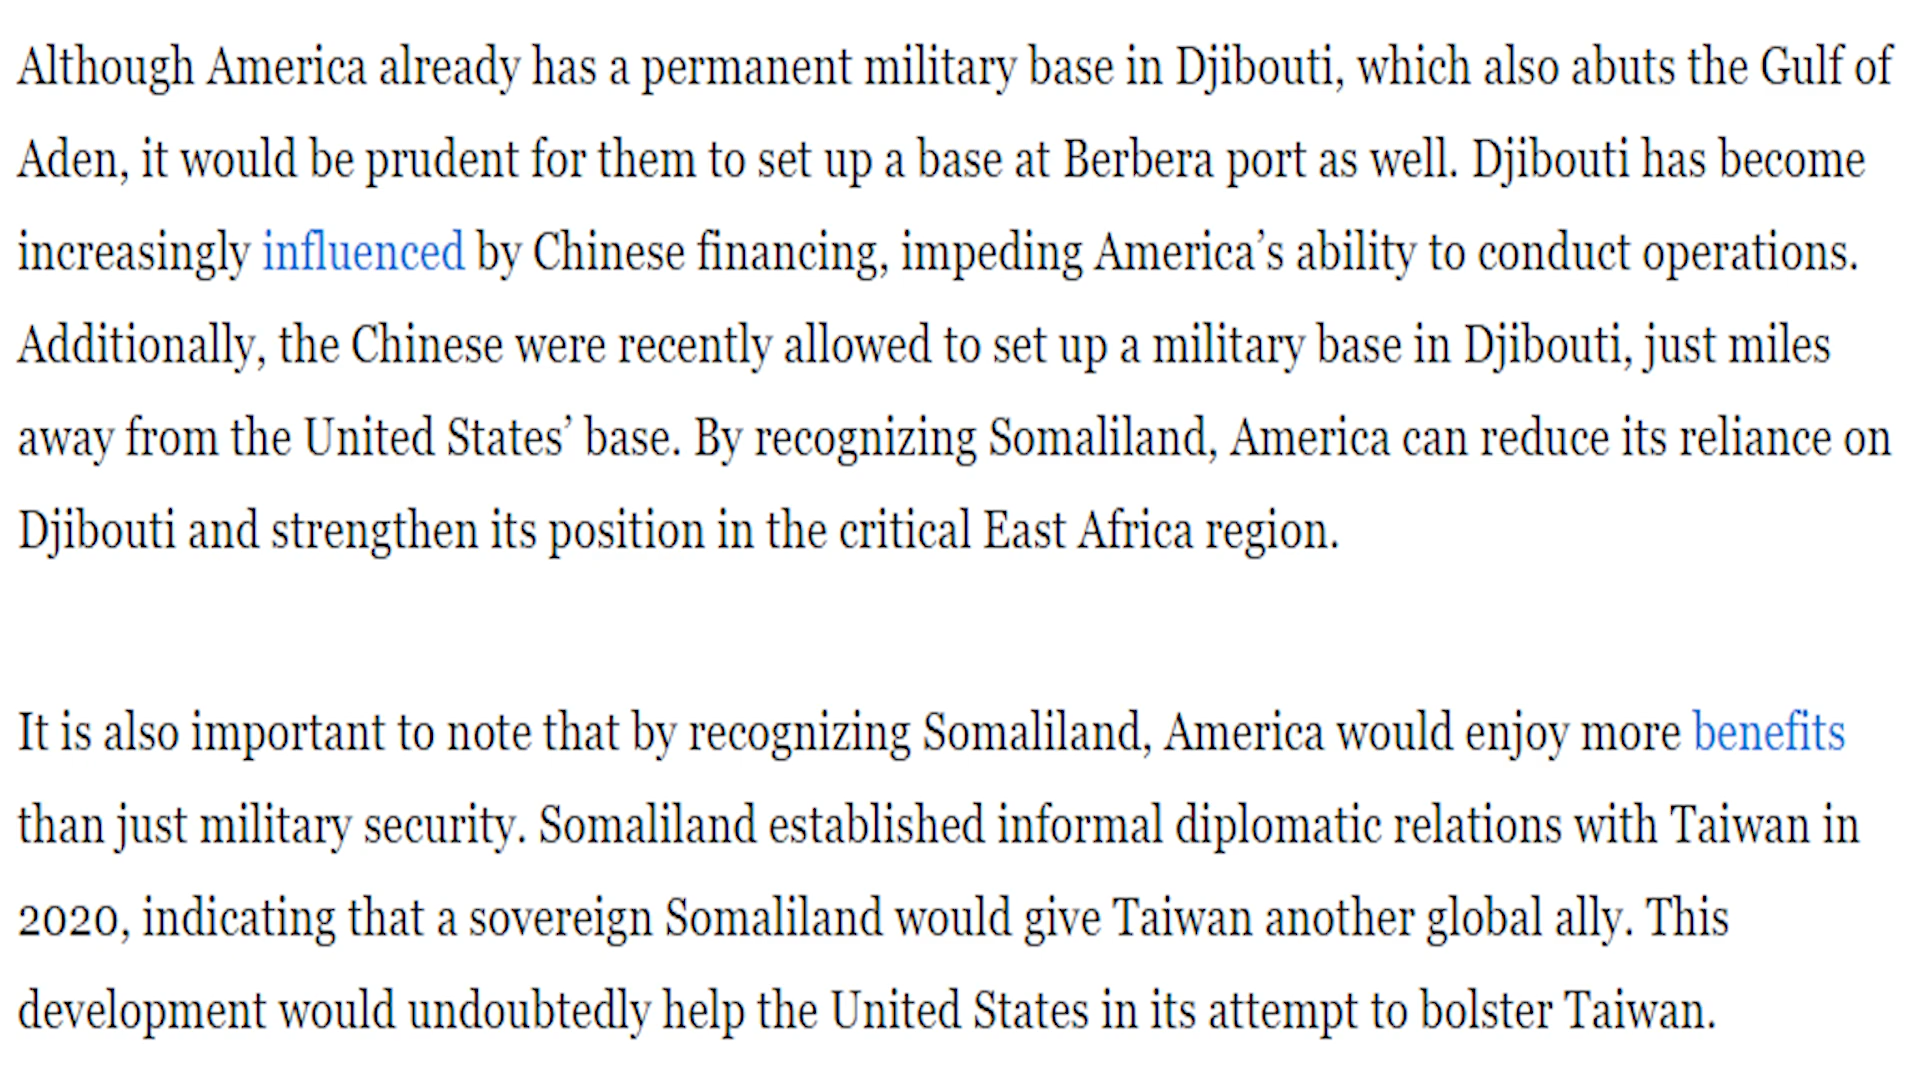 Although America already has a permanent military base in Djibouti, which also abuts the Gulf of
Aden, it would be prudent for them to set up a base at Berbera port as well. Djibouti has become
increasingly influenced by Chinese financing, impeding America’s ability to conduct operations.
Additionally, the Chinese were recently allowed to set up a military base in Djibouti, just miles
away from the United States’ base. By recognizing Somaliland, America can reduce its reliance on
Djibouti and strengthen its position in the critical East Africa region.
It is also important to note that by recognizing Somaliland, America would enjoy more benefits
than just military security. Somaliland established informal diplomatic relations with Taiwan in
2020, indicating that a sovereign Somaliland would give Taiwan another global ally. This
development would undoubtedly help the United States in its attempt to bolster Taiwan.